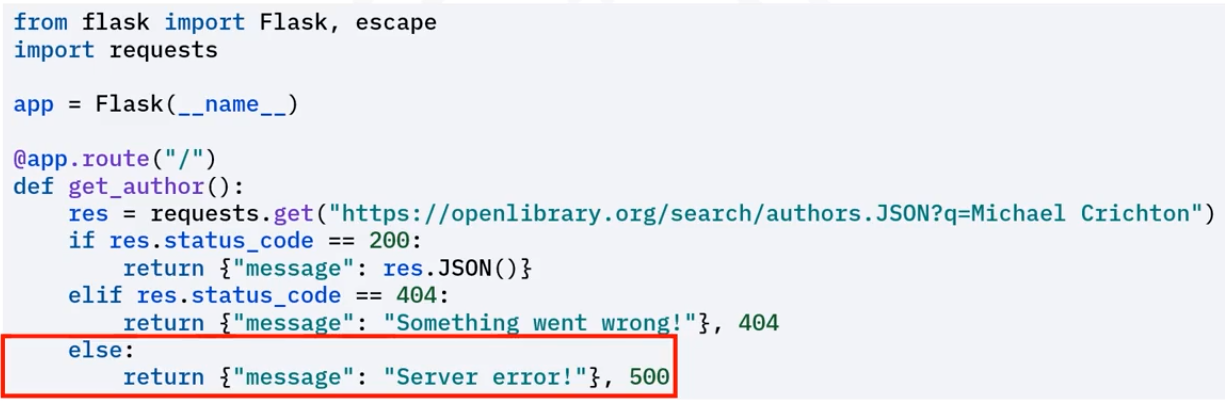 from flask import Flask, escape
import requests
app = Flask(__name__)
@app.route("/")
def get_author():
    res = requests.get("https://openlibrary.org/search/authors.JSON?q=Michael Crichton")
    if res.status_code == 200:
        return {"message": res.JSON()}
    elif res.status_code == 404:
        return {"message": "Something went wrong!"}, 404
    else:
        return {"message": "Server error!"}, 500